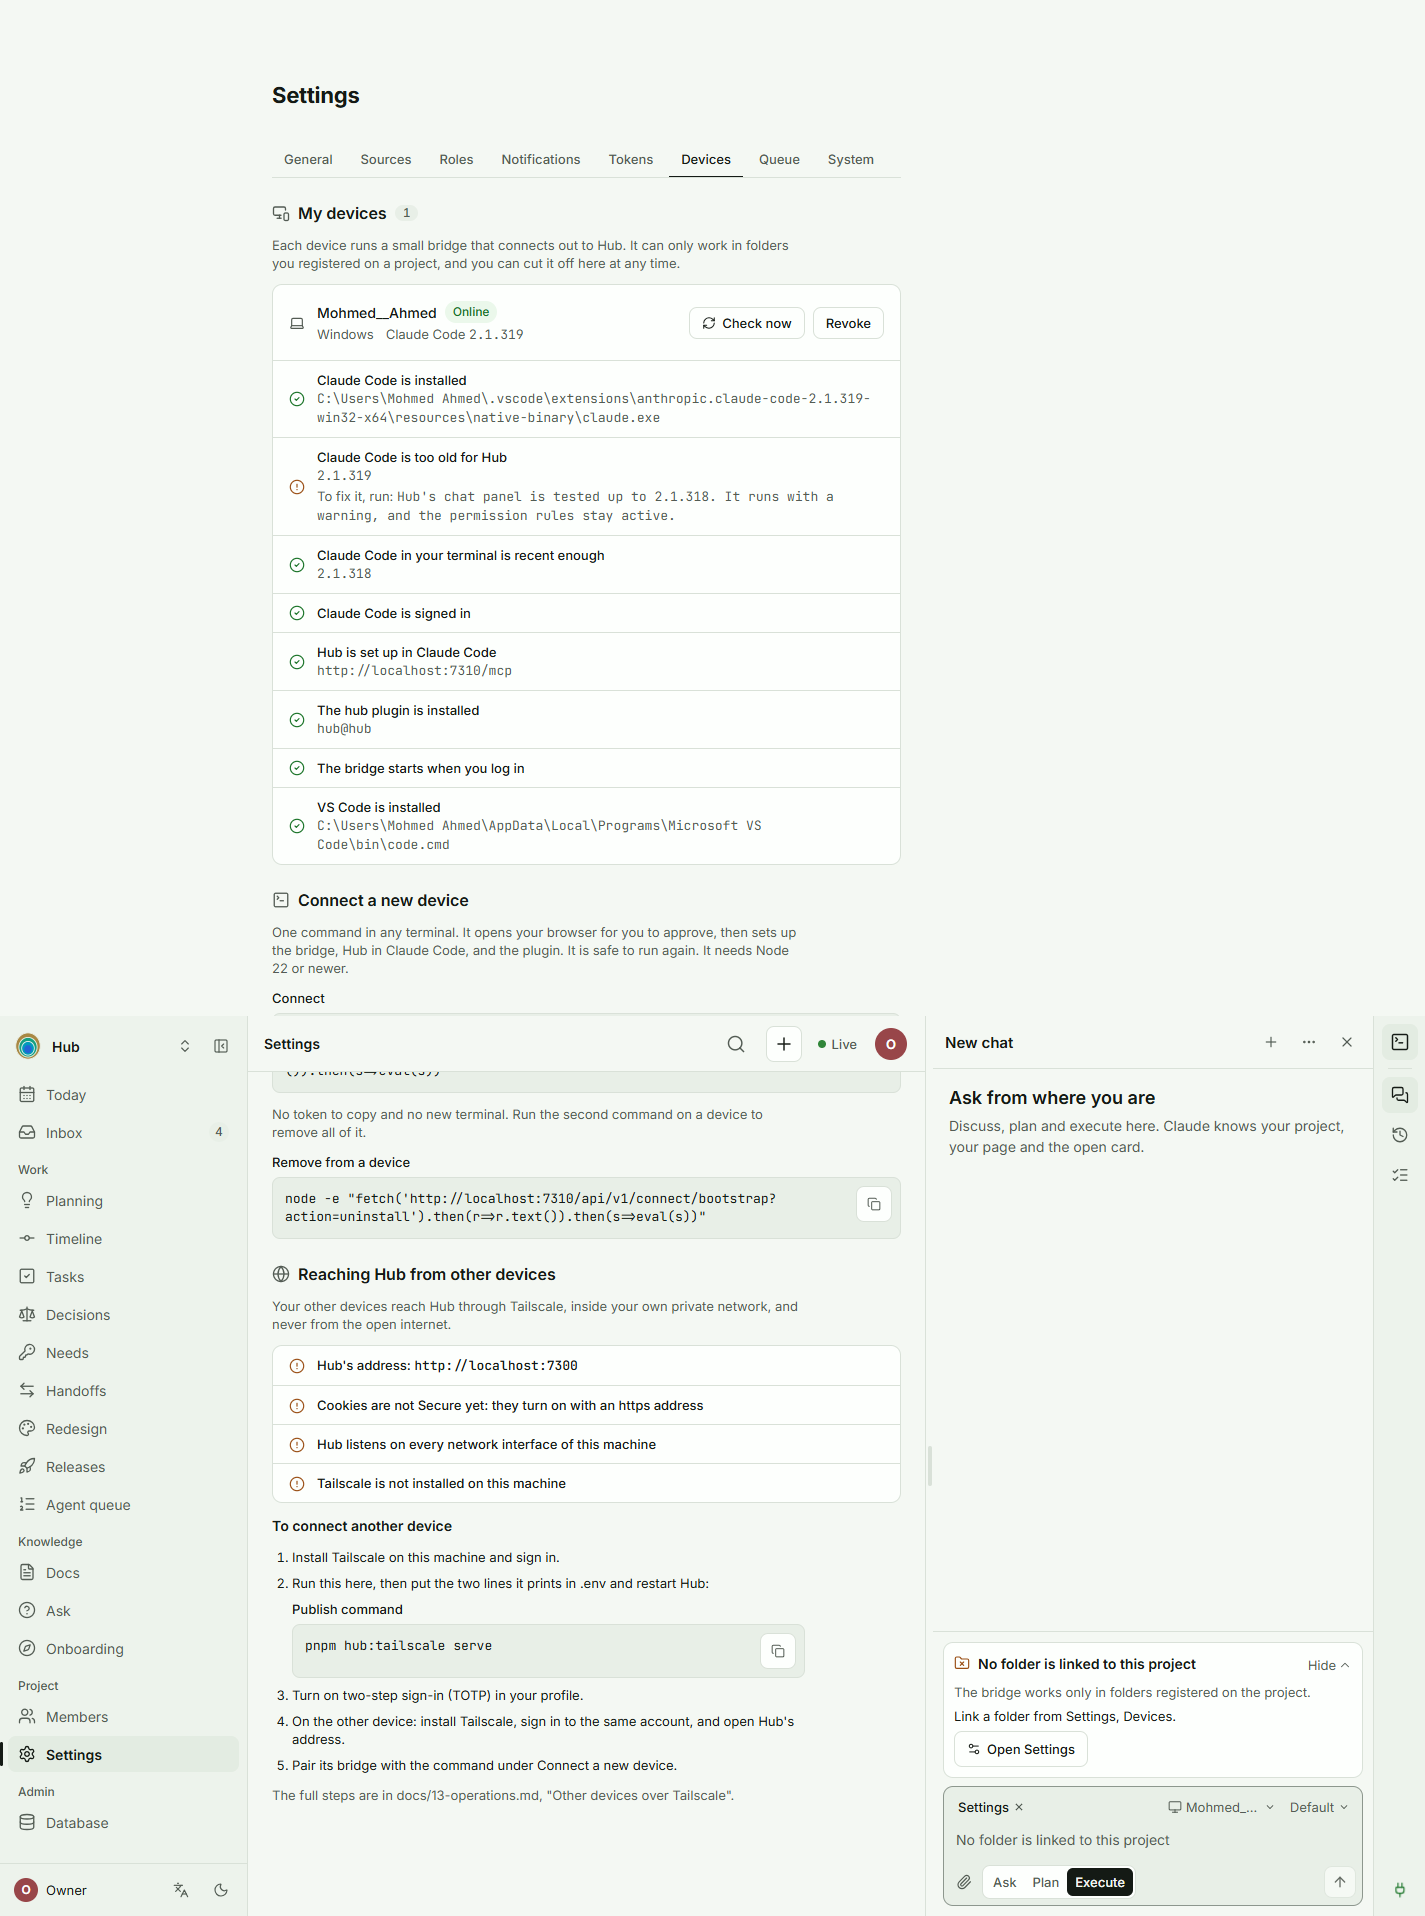 Settings
General Sources Roles Notifications Tokens Devices Queue System
My devices 1
Each device runs a small bridge that connects out to Hub. It can only work in folders
you registered on a project, and you can cut it off here at any time.
Mohmed__Ahmed Online
Windows Claude Code 2.1.319
Check now
Revoke
Claude Code is installed
C:\Users\Mohmed Ahmed\.vscode\extensions\anthropic.claude-code-2.1.319-
win32-x64\resources\native-binary\claude.exe
Claude Code is too old for Hub
2.1.319
To fix it, run: Hub's chat panel is tested up to 2.1.318. It runs with a
warning, and the permission rules stay active.
Claude Code in your terminal is recent enough
2.1.318
Claude Code is signed in
Hub is set up in Claude Code
http://localhost:7310/mcp
The hub plugin is installed
hub@hub
The bridge starts when you log in
VS Code is installed
C:\Users\Mohmed Ahmed\AppData\Local\Programs\Microsoft VS
Code\bin\code.cmd
Connect a new device
One command in any terminal. It opens your browser for you to approve, then sets up
the bridge, Hub in Claude Code, and the plugin. It is safe to run again. It needs Node
22 or newer.
Connect
Hub
Today
Inbox 4
Work
Planning
Timeline
Tasks
Decisions
Needs
Handoffs
Redesign
Releases
Agent queue
Knowledge
Docs
Ask
Onboarding
Project
Members
Settings
Admin
Database
O Owner
Settings
Live
O
()).then(s=>eval(s))"
No token to copy and no new terminal. Run the second command on a device to
remove all of it.
Remove from a device
node -e "fetch('http://localhost:7310/api/v1/connect/bootstrap?
action=uninstall').then(r=>r.text()).then(s=>eval(s))"
Reaching Hub from other devices
Your other devices reach Hub through Tailscale, inside your own private network, and
never from the open internet.
Hub's address: http://localhost:7300
Cookies are not Secure yet: they turn on with an https address
Hub listens on every network interface of this machine
Tailscale is not installed on this machine
To connect another device
1. Install Tailscale on this machine and sign in.
2. Run this here, then put the two lines it prints in .env and restart Hub:
Publish command
pnpm hub:tailscale serve
3. Turn on two-step sign-in (TOTP) in your profile.
4. On the other device: install Tailscale, sign in to the same account, and open Hub's
address.
5. Pair its bridge with the command under Connect a new device.
The full steps are in docs/13-operations.md, "Other devices over Tailscale".
New chat
Ask from where you are
Discuss, plan and execute here. Claude knows your project,
your page and the open card.
No folder is linked to this project
Hide
The bridge works only in folders registered on the project.
Link a folder from Settings, Devices.
Open Settings
Settings ×
Mohmed_...
Default
No folder is linked to this project
Ask Plan Execute